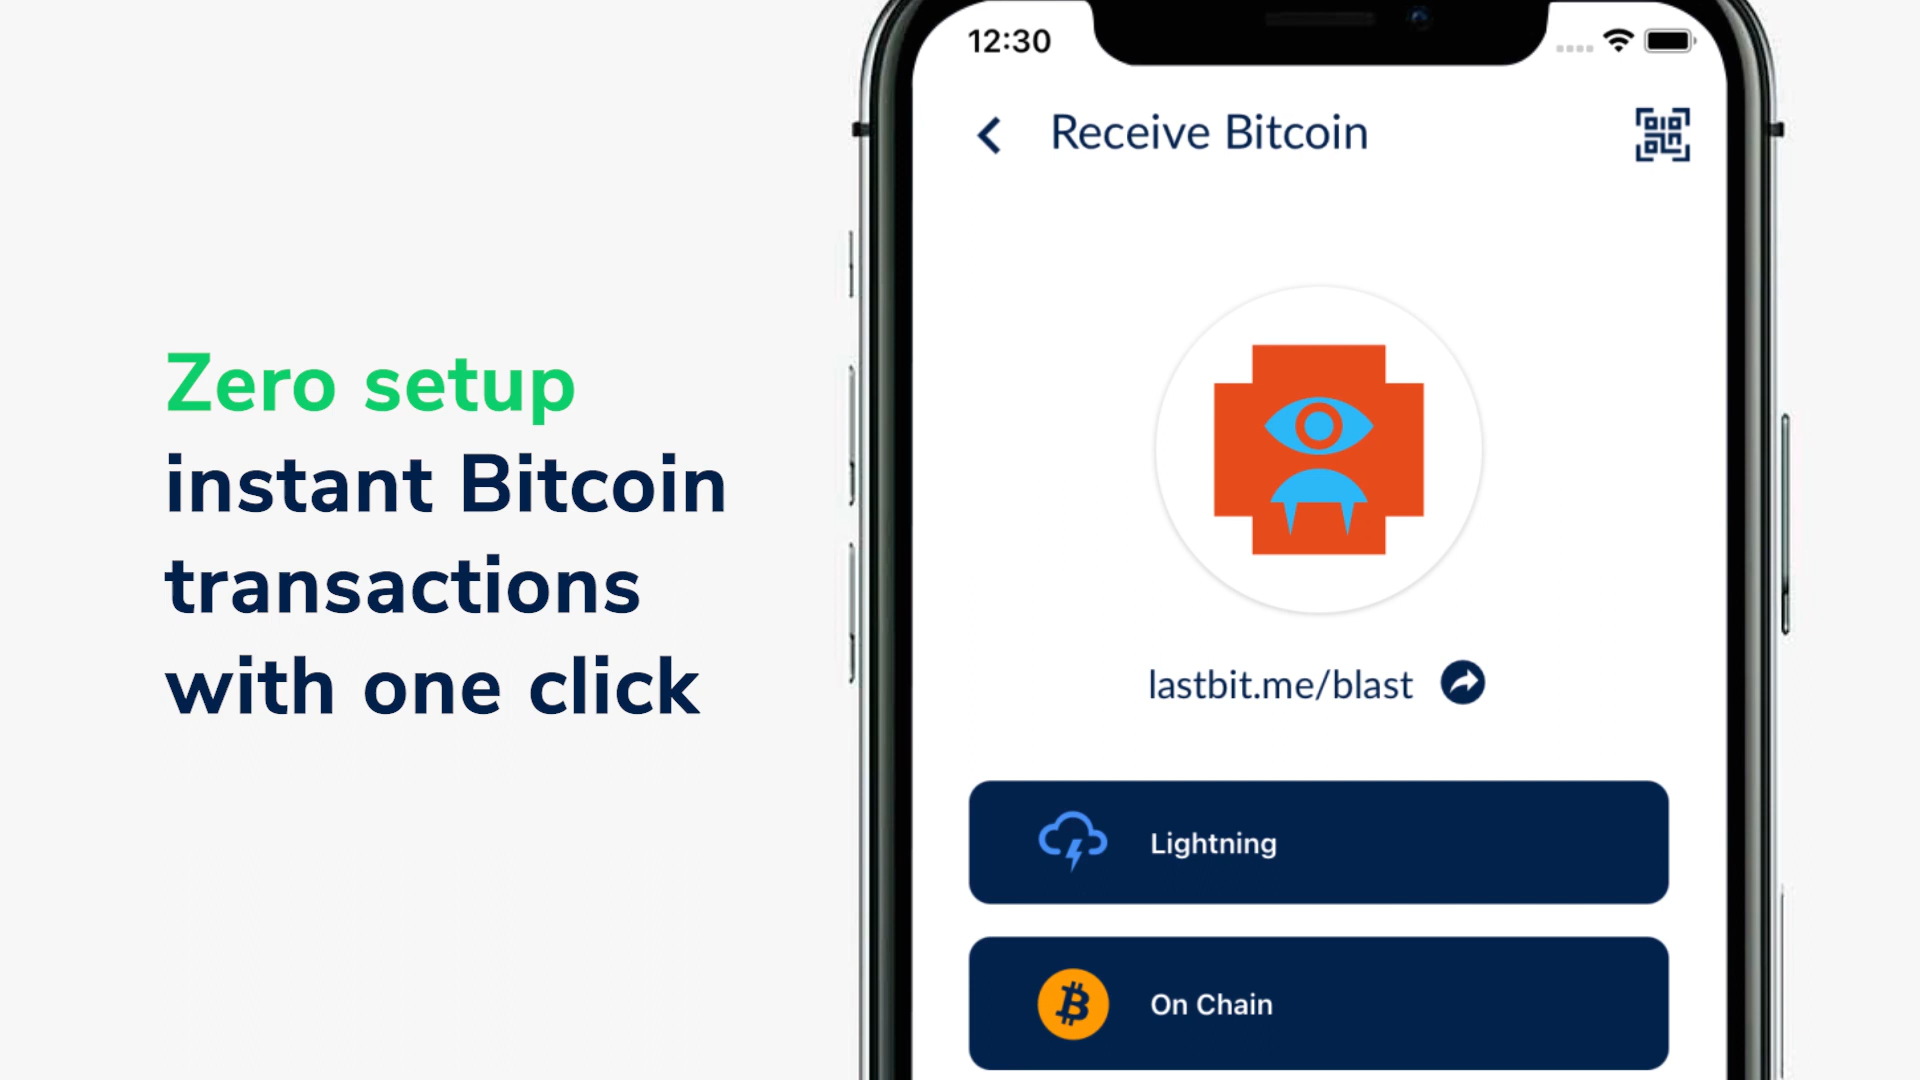 Zero setup
instant Bitcoin
transactions
with one click
12:30
Receive Bitcoin
lastbit.me/blast
Lightning
On Chain